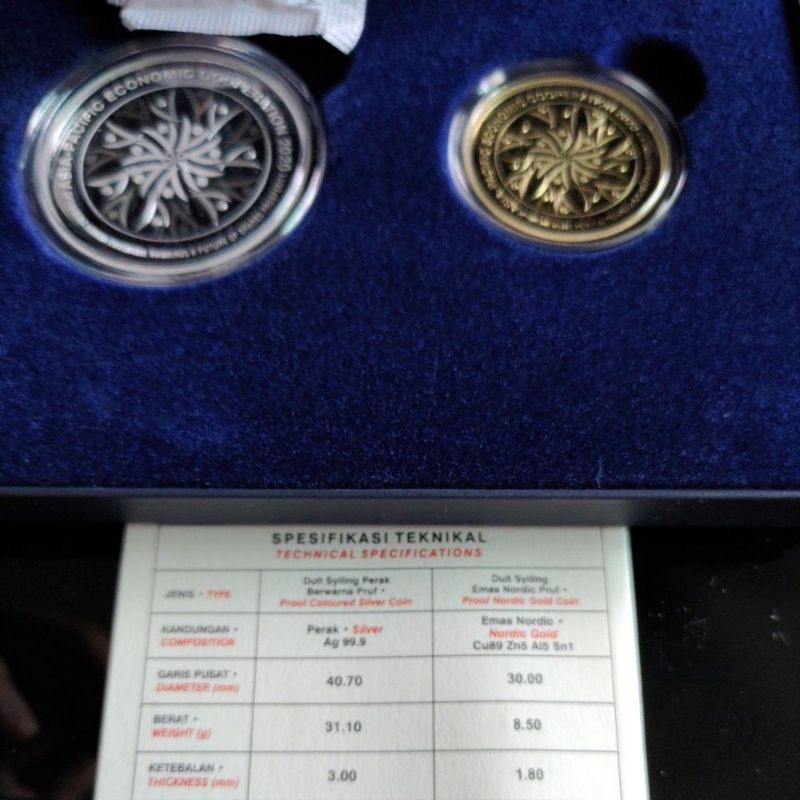 ASIA-PACIFIC ECONOMIC COOPERATION 2020
SPESIFIKASI TEKNIKAL
TECHNICAL SPECIFICATIONS
JENIS • TYPE
Duit Syiling Perak
Berwarna Pruf •
Proof Coloured Silver Coin
Duit Syiling
Emas Nordic Pruf •
Proof Nordic Gold Coin
KANDUNGAN •
COMPOSITION
Perak • Silver
Ag 99.9
Emas Nordic •
Nordic Gold
Cu89 Zn5 Al5 Sn1
GARIS PUSAT •
DIAMETER (mm)
40.70
30.00
BERAT •
WEIGHT (g)
31.10
8.50
KETEBALAN •
THICKNESS (mm)
3.00
1.80